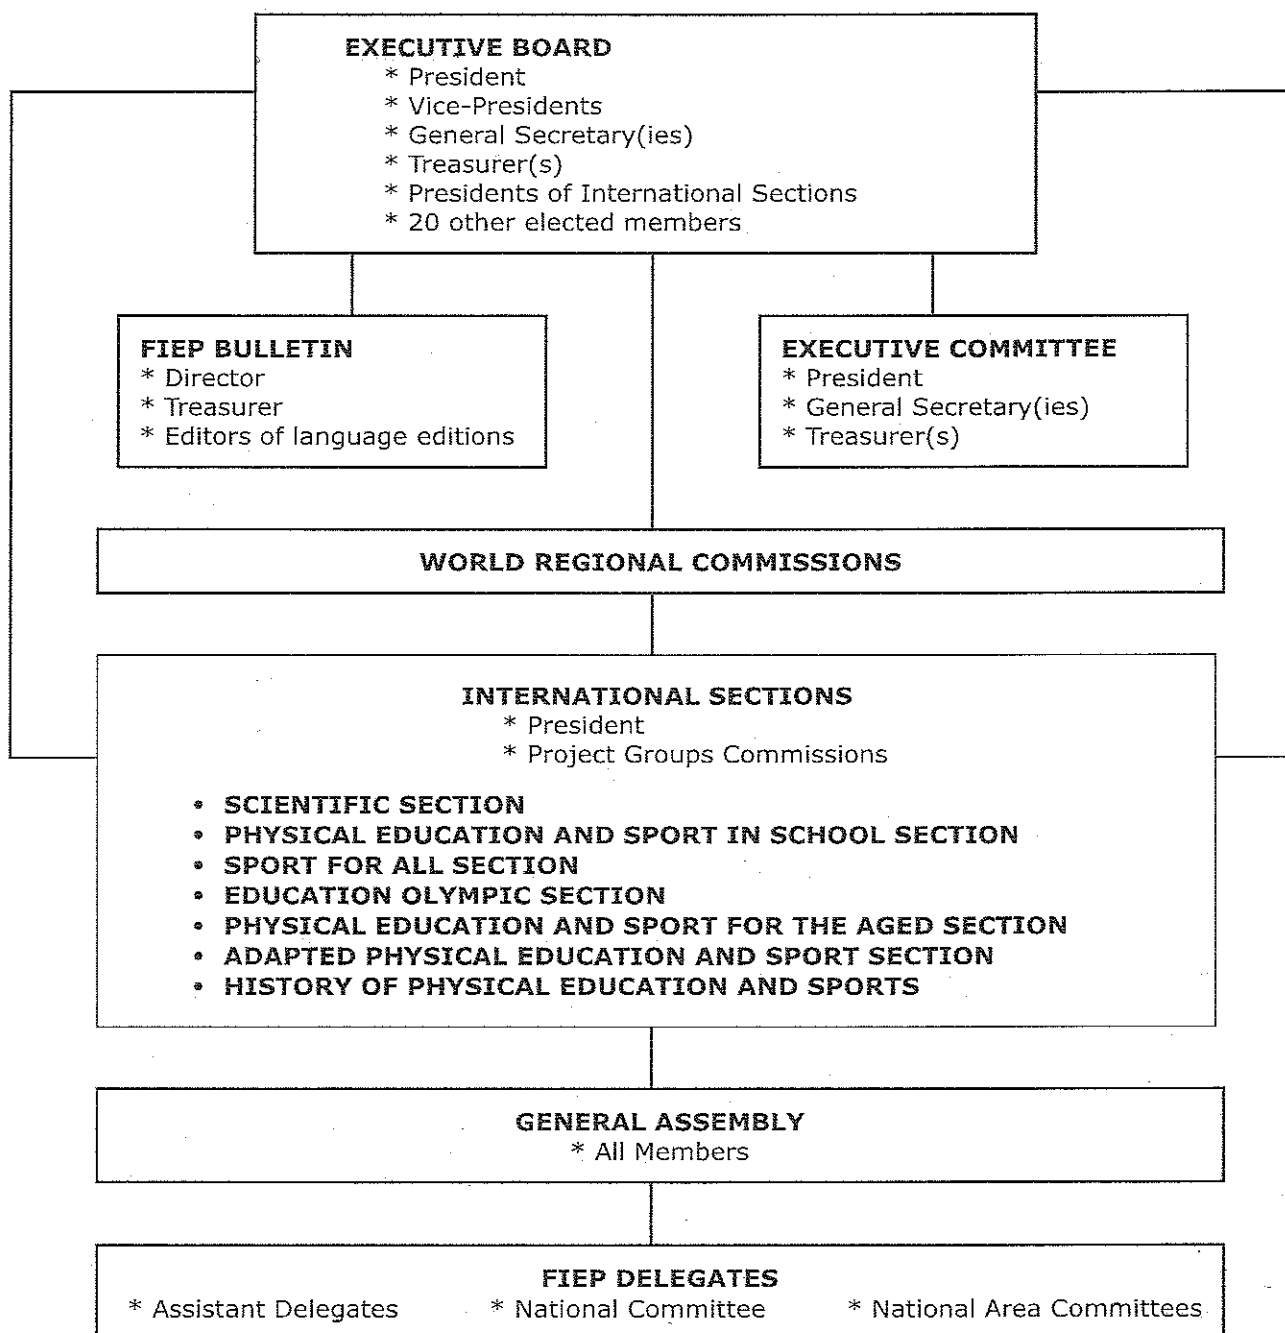 EXECUTIVE BOARD
* President
* Vice-Presidents
* General Secretary(ies)
* Treasurer(s)
* Presidents of International Sections
* 20 other elected members
FIEP BULLETIN
* Director
* Treasurer
* Editors of language editions
EXECUTIVE COMMITTEE
* President
* General Secretary(ies)
* Treasurer(s)
WORLD REGIONAL COMMISSIONS
INTERNATIONAL SECTIONS
* President
* Project Groups Commissions
• SCIENTIFIC SECTION
• PHYSICAL EDUCATION AND SPORT IN SCHOOL SECTION
• SPORT FOR ALL SECTION
• EDUCATION OLYMPIC SECTION
• PHYSICAL EDUCATION AND SPORT FOR THE AGED SECTION
• ADAPTED PHYSICAL EDUCATION AND SPORT SECTION
• HISTORY OF PHYSICAL EDUCATION AND SPORTS
GENERAL ASSEMBLY
* All Members
FIEP DELEGATES
* Assistant Delegates * National Committee * National Area Committees